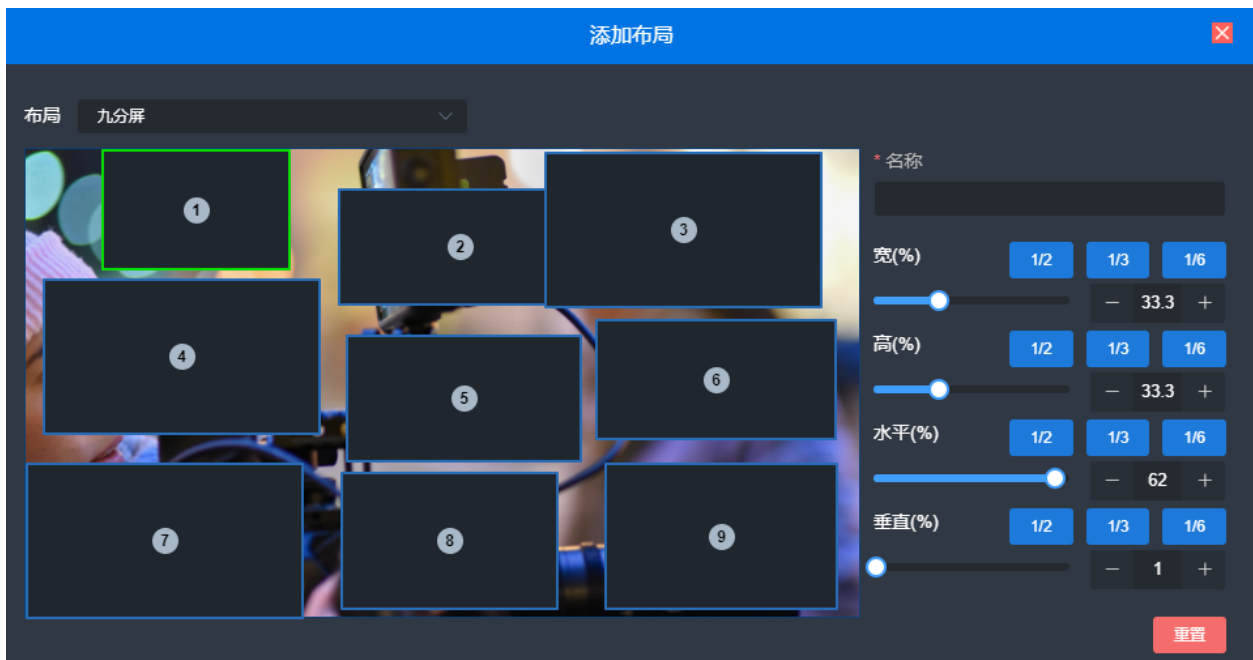 添加布局
布局 九分屏
* 名称
1
2
3
宽(%) 1/2 1/3 1/6
33.3
4
5
6
高(%) 1/2 1/3 1/6
33.3
水平(%) 1/2 1/3 1/6
62
7
8
9
垂直(%) 1/2 1/3 1/6
1
重置